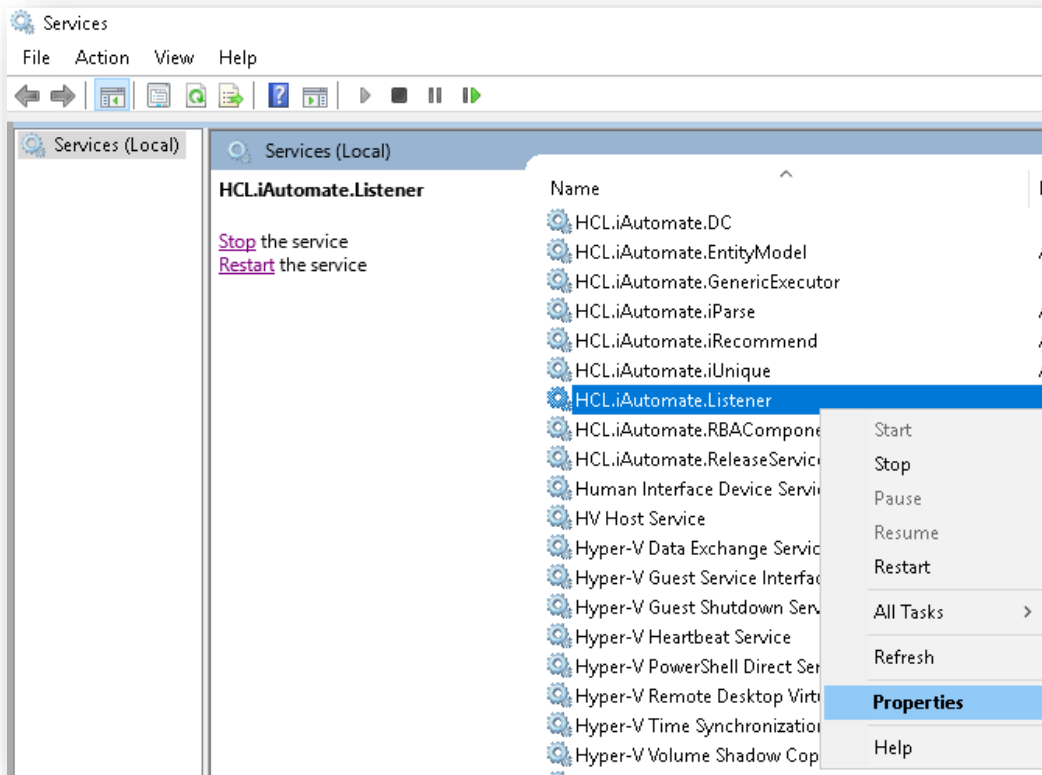 Services
File Action View Help
Services (Local)
Services (Local)
HCL.iAutomate.Listener
Stop the service
Restart the service
Name
HCL.iAutomate.DC
HCL.iAutomate.EntityModel
HCL.iAutomate.GenericExecutor
HCL.iAutomate.iParse
HCL.iAutomate.iRecommend
HCL.iAutomate.iUnique
HCL.iAutomate.Listener
HCL.iAutomate.RBACompone
HCL.iAutomate.ReleaseServic
Human Interface Device Servi
HV Host Service
Hyper-V Data Exchange Servic
Hyper-V Guest Service Interfac
Hyper-V Guest Shutdown Serv
Hyper-V Heartbeat Service
Hyper-V PowerShell Direct Ser
Hyper-V Remote Desktop Virtu
Hyper-V Time Synchronization
Hyper-V Volume Shadow Cop
Start
Stop
Pause
Resume
Restart
All Tasks
Refresh
Properties
Help